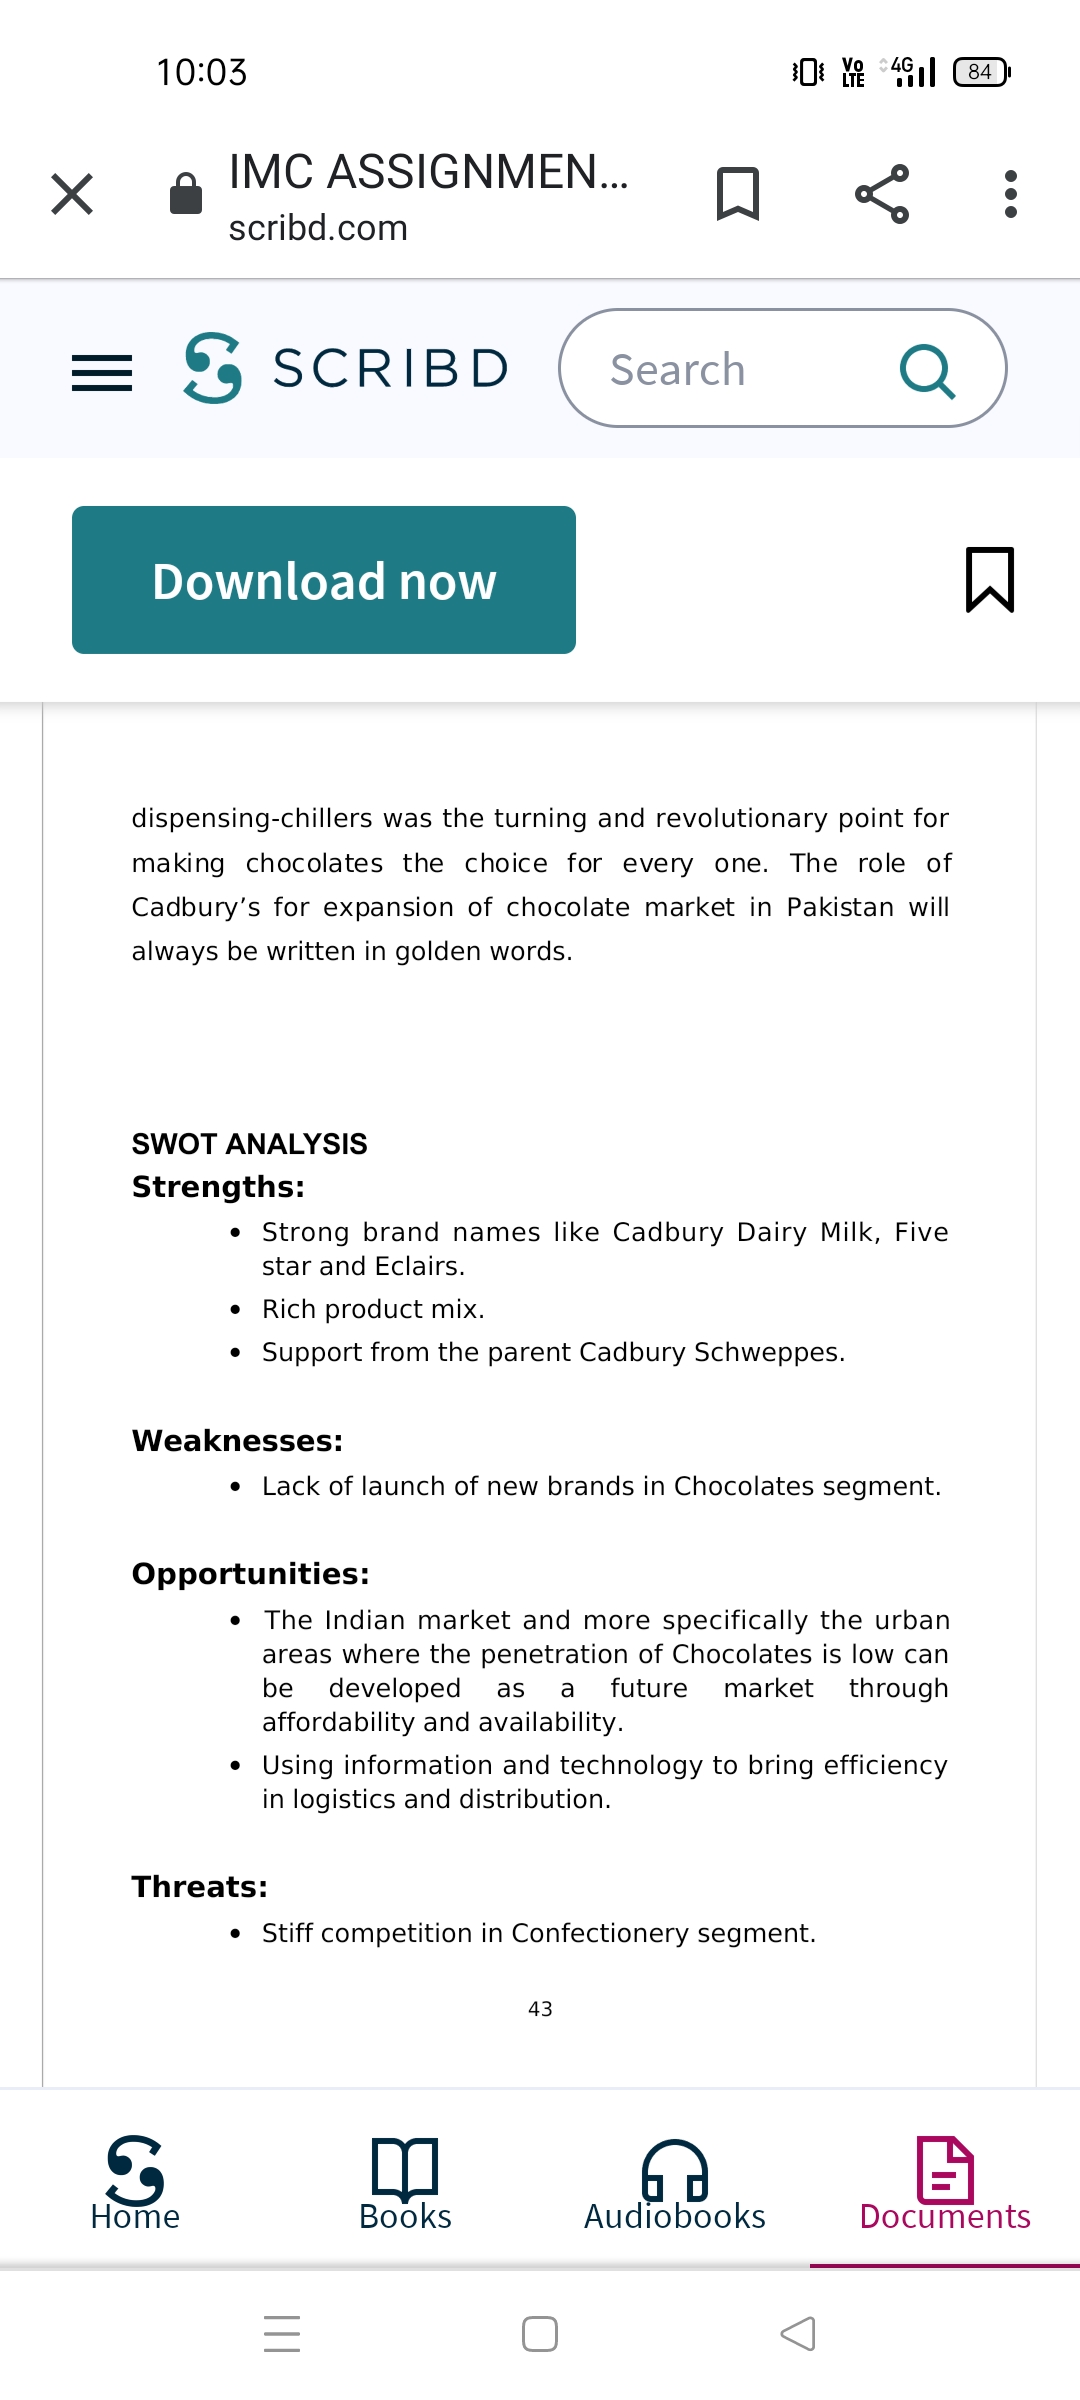 10:03
Vo LTE 4G 84
IMC ASSIGNMEN...
scribd.com
SCRIBD
Search
Download now
dispensing-chillers was the turning and revolutionary point for
making chocolates the choice for every one. The role of
Cadbury’s for expansion of chocolate market in Pakistan will
always be written in golden words.
SWOT ANALYSIS
Strengths:
• Strong brand names like Cadbury Dairy Milk, Five
star and Eclairs.
• Rich product mix.
• Support from the parent Cadbury Schweppes.
Weaknesses:
• Lack of launch of new brands in Chocolates segment.
Opportunities:
• The Indian market and more specifically the urban
areas where the penetration of Chocolates is low can
be developed as a future market through
affordability and availability.
• Using information and technology to bring efficiency
in logistics and distribution.
Threats:
• Stiff competition in Confectionery segment.
43
Home Books Audiobooks Documents